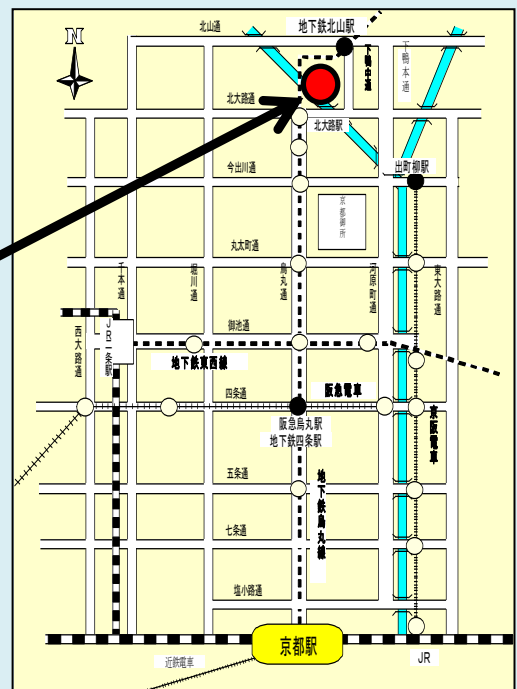 北山通
地下鉄北山駅
N
下鴨中通
下鴨本通
北大路通
北大路駅
今出川通
出町柳駅
京都御所
丸太町通
千本通
堀川通
烏丸通
河原町通
東大路通
西大路通
JR二条駅
御池通
地下鉄東西線
阪急電車
四条通
阪急烏丸駅
地下鉄四条駅
京阪電車
五条通
地下鉄烏丸線
七条通
塩小路通
京都駅
近鉄電車
JR